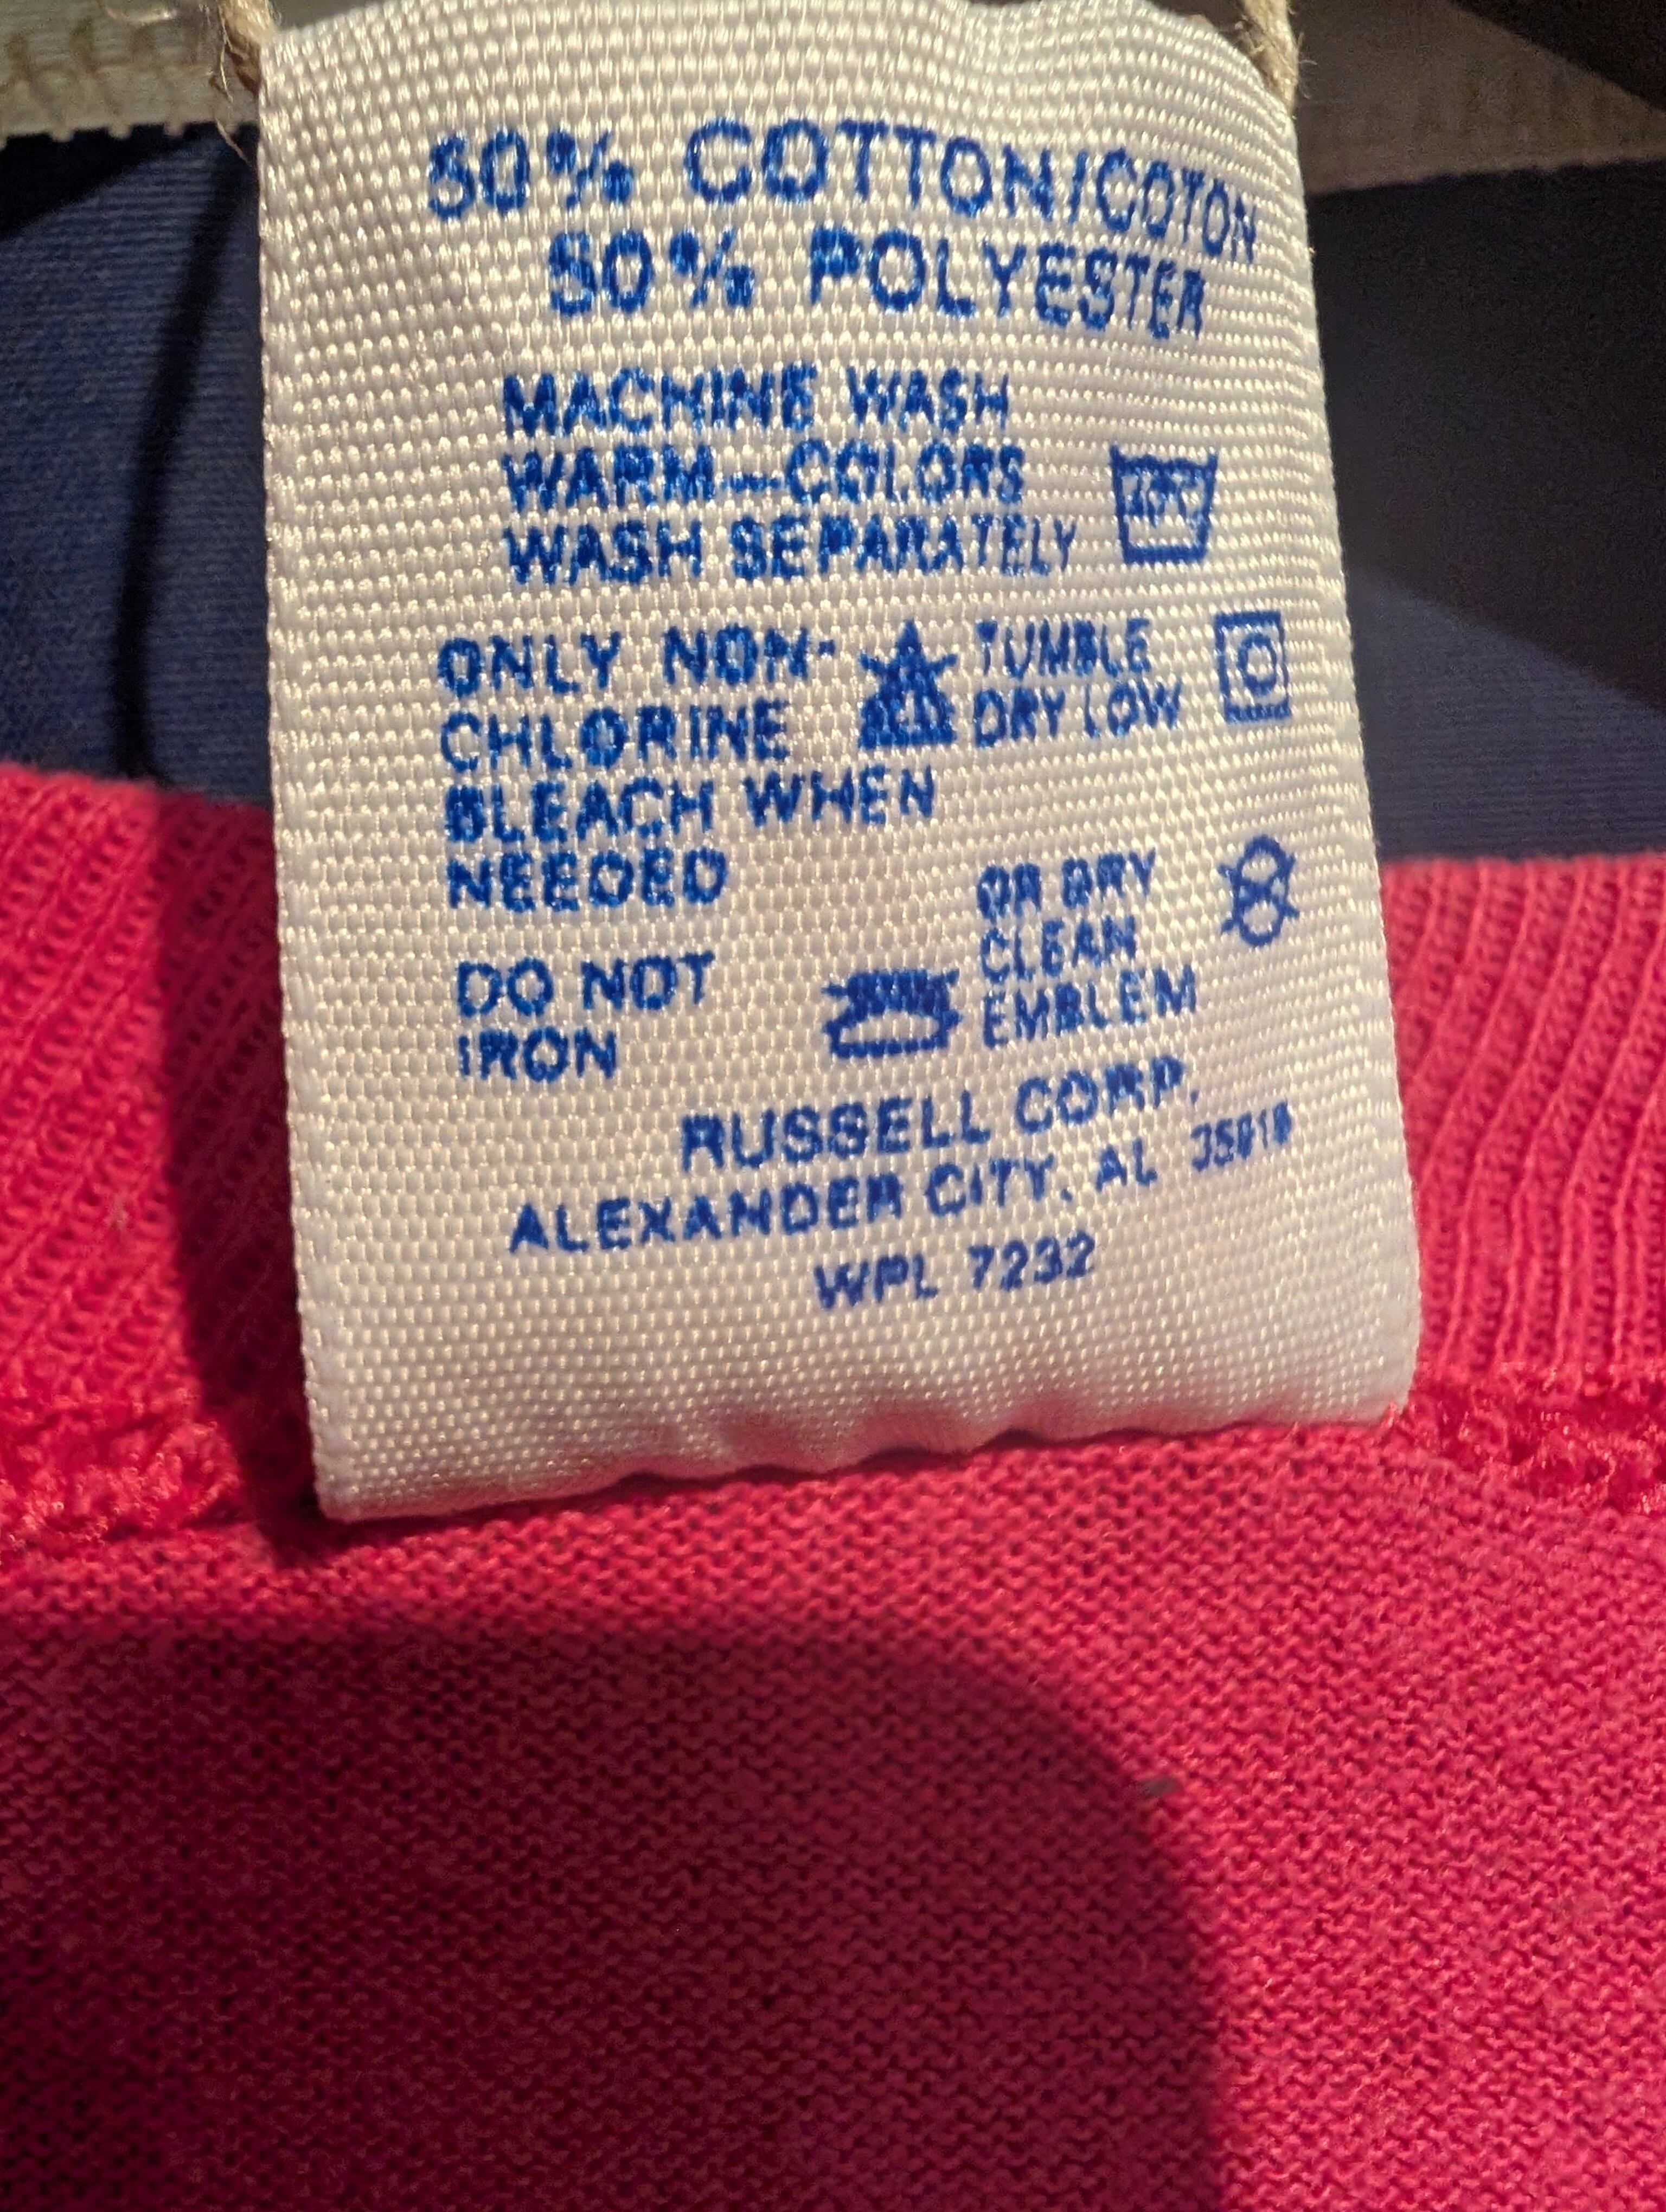 50% COTTON/COTON
50% POLYESTER
MACHINE WASH
WARM—COLORS
WASH SEPARATELY
ONLY NON-
CHLORINE
BLEACH WHEN
NEEDED
TUMBLE
DRY LOW
DO NOT
IRON
OR DRY
CLEAN
EMBLEM
RUSSELL CORP.
ALEXANDER CITY, AL
WPL 7232